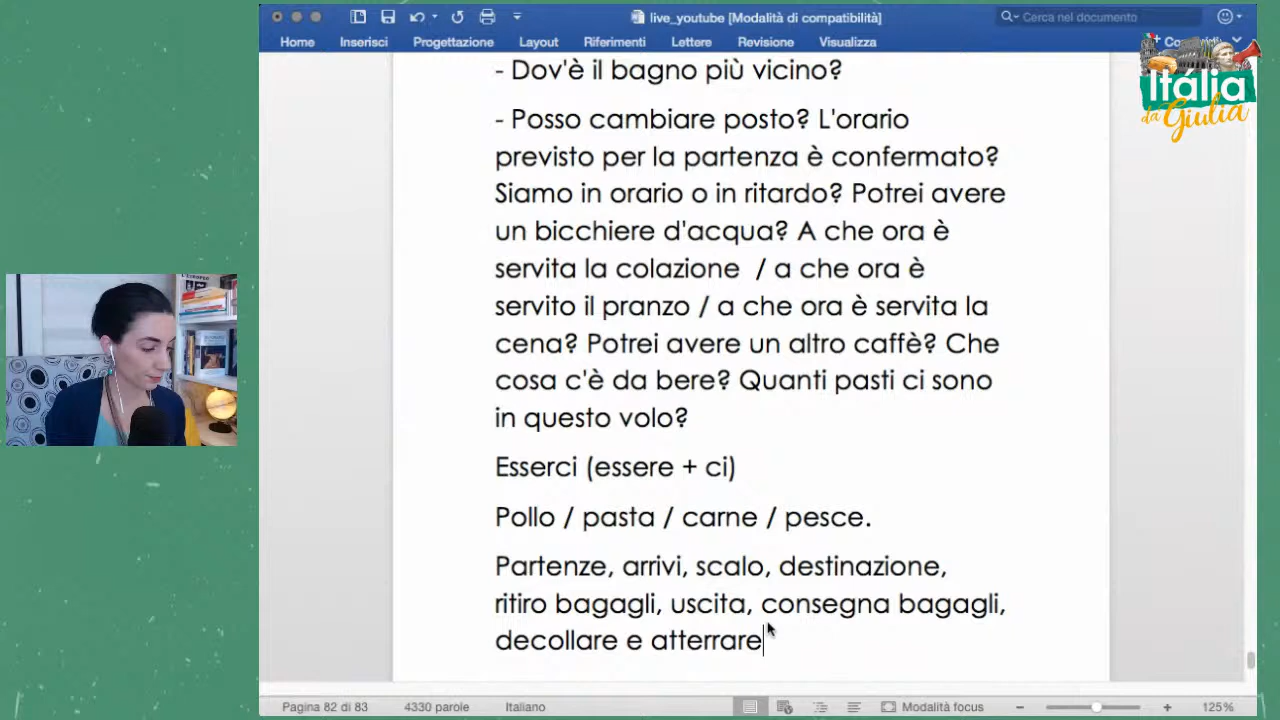 live_youtube [Modalità di compatibilità]
Cerca nel documento
Home Inserisci Progettazione Layout Riferimenti Lettere Revisione Visualizza
Itália
da Giulia
- Dov'è il bagno più vicino?
- Posso cambiare posto? L'orario
previsto per la partenza è confermato?
Siamo in orario o in ritardo? Potrei avere
un bicchiere d'acqua? A che ora è
servita la colazione / a che ora è
servito il pranzo / a che ora è servita la
cena? Potrei avere un altro caffè? Che
cosa c'è da bere? Quanti pasti ci sono
in questo volo?
Esserci (essere + ci)
Pollo / pasta / carne / pesce.
Partenze, arrivi, scalo, destinazione,
ritiro bagagli, uscita, consegna bagagli,
decollare e atterrare
Pagina 82 di 83 4330 parole Italiano Modalità focus 125%